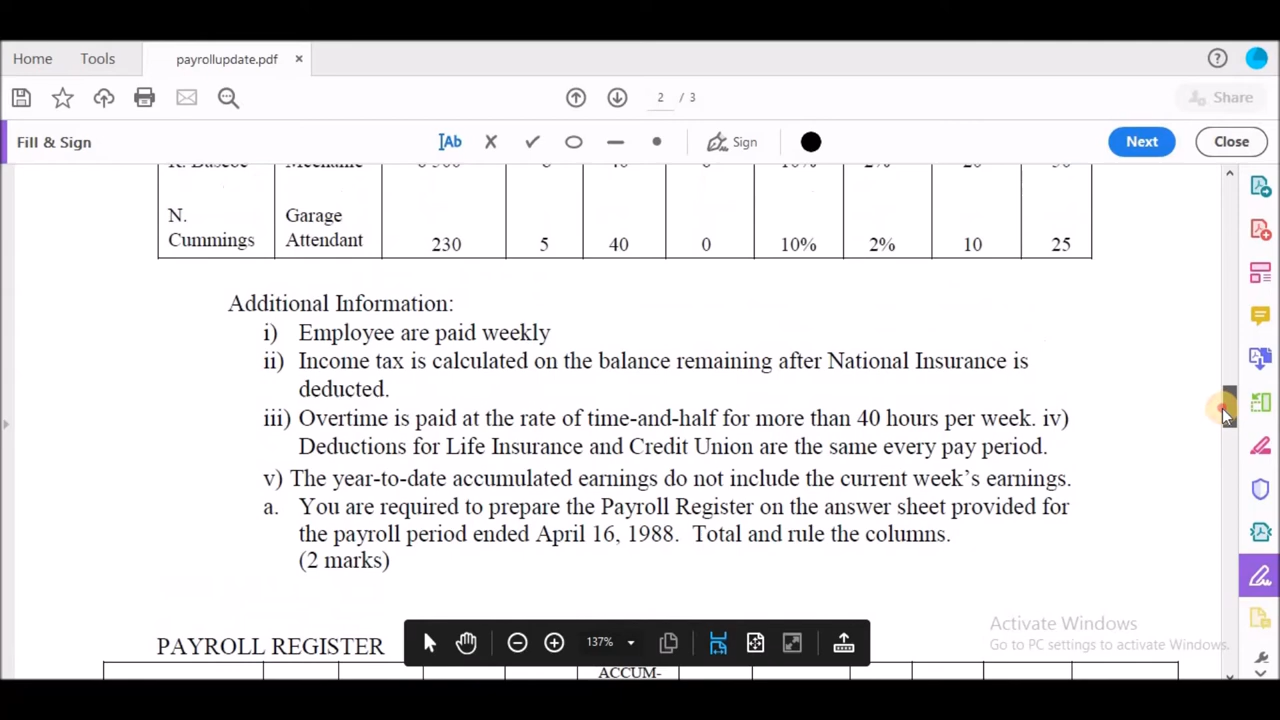 Home Tools payrollupdate.pdf ×
2 / 3 Share
Fill & Sign Ab Sign Next Close
N. Cummings Garage Attendant 230 5 40 0 10% 2% 10 25
Additional Information:
i) Employee are paid weekly
ii) Income tax is calculated on the balance remaining after National Insurance is
deducted.
iii) Overtime is paid at the rate of time-and-half for more than 40 hours per week. iv)
Deductions for Life Insurance and Credit Union are the same every pay period.
v) The year-to-date accumulated earnings do not include the current week's earnings.
a. You are required to prepare the Payroll Register on the answer sheet provided for
the payroll period ended April 16, 1988. Total and rule the columns.
(2 marks)
Activate Windows
Go to PC settings to activate Windows.
PAYROLL REGISTER
137%
ACCUM-